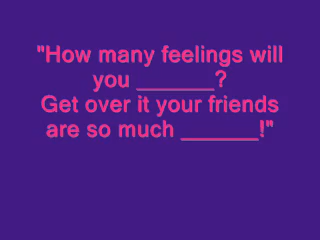 "How many feelings will
you _______?
Get over it your friends
are so much _______!"